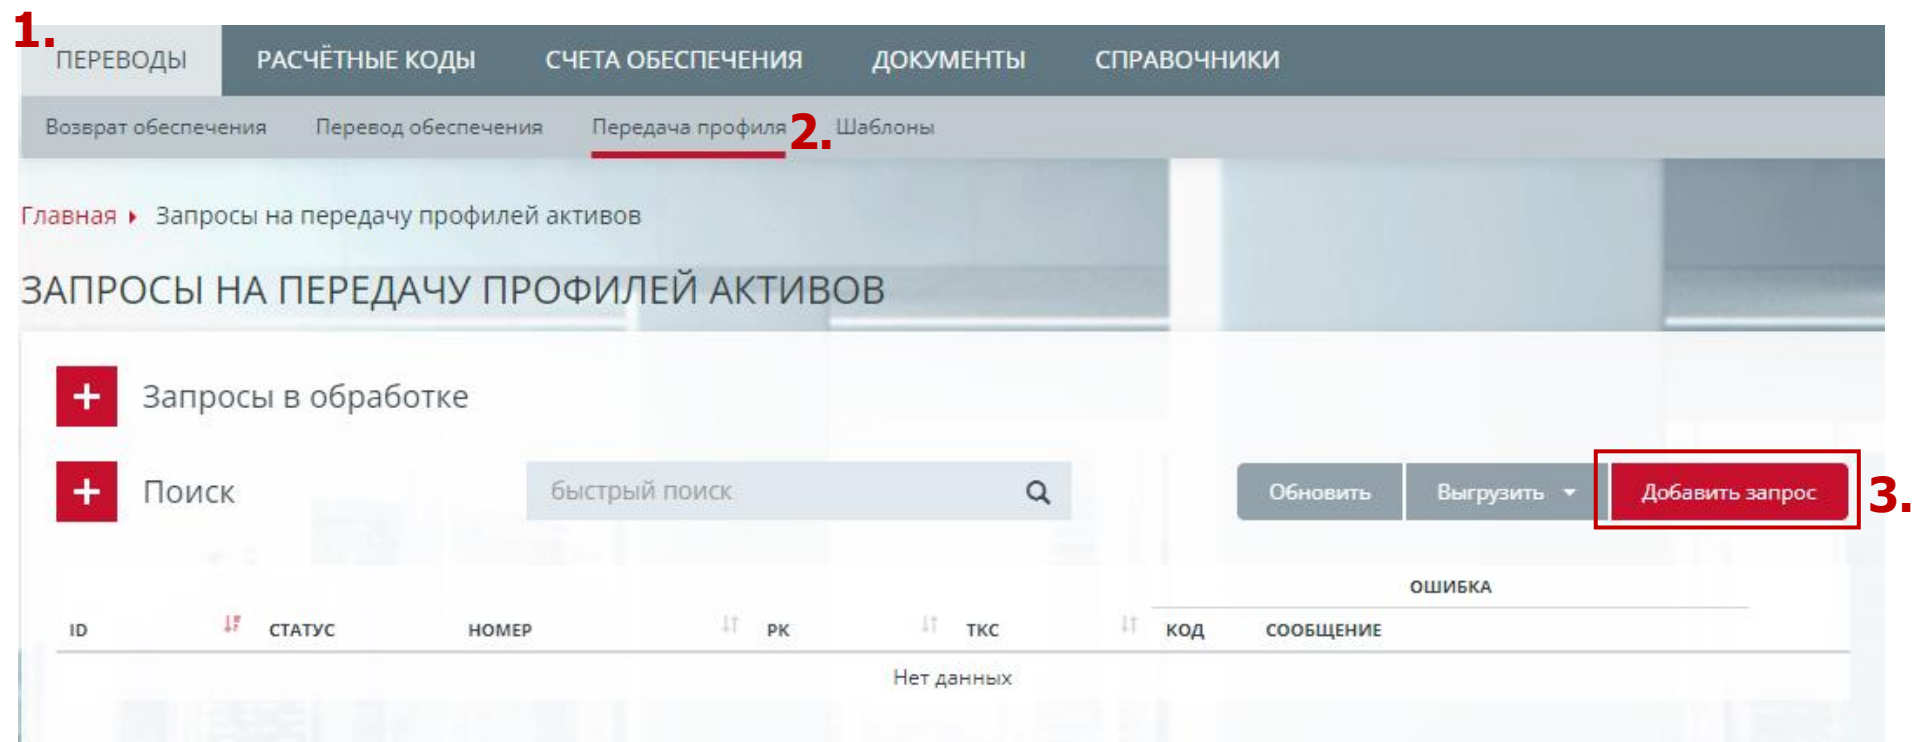 1.
ПЕРЕВОДЫ РАСЧЁТНЫЕ КОДЫ СЧЕТА ОБЕСПЕЧЕНИЯ ДОКУМЕНТЫ СПРАВОЧНИКИ
Возврат обеспечения Перевод обеспечения Передача профиля 2. Шаблоны
Главная Запросы на передачу профилей активов
ЗАПРОСЫ НА ПЕРЕДАЧУ ПРОФИЛЕЙ АКТИВОВ
Запросы в обработке
Поиск быстрый поиск Обновить Выгрузить Добавить запрос 3.
ОШИБКА
ID СТАТУС НОМЕР РК ТКС КОД СООБЩЕНИЕ
Нет данных